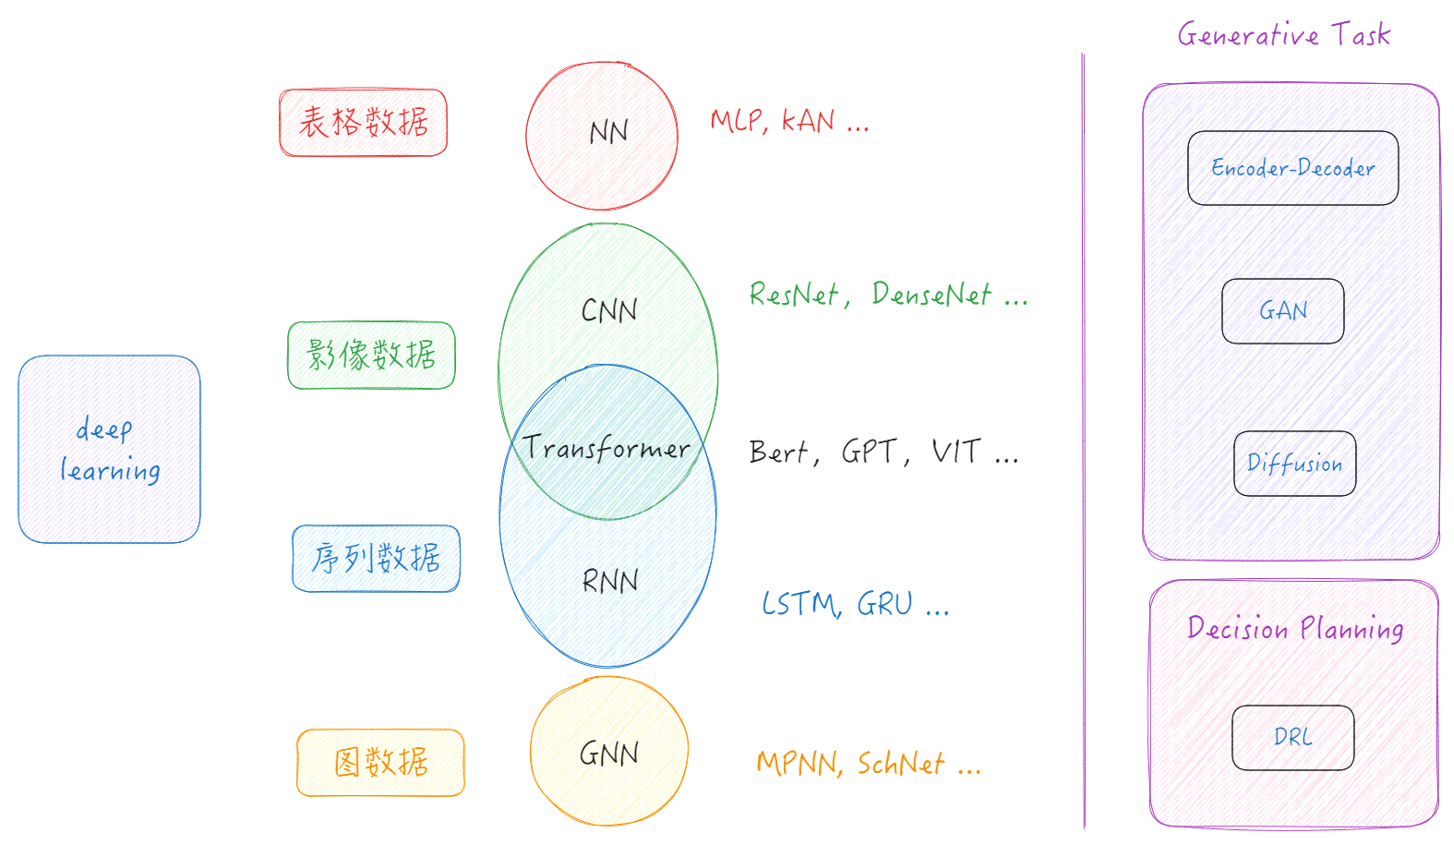 deep
learning
表格数据
NN
MLP, KAN ...
影像数据
CNN
ResNet, DenseNet ...
Transformer
Bert, GPT, VIT ...
序列数据
RNN
LSTM, GRU ...
图数据
GNN
MPNN, SchNet ...
Generative Task
Encoder-Decoder
GAN
Diffusion
Decision Planning
DRL